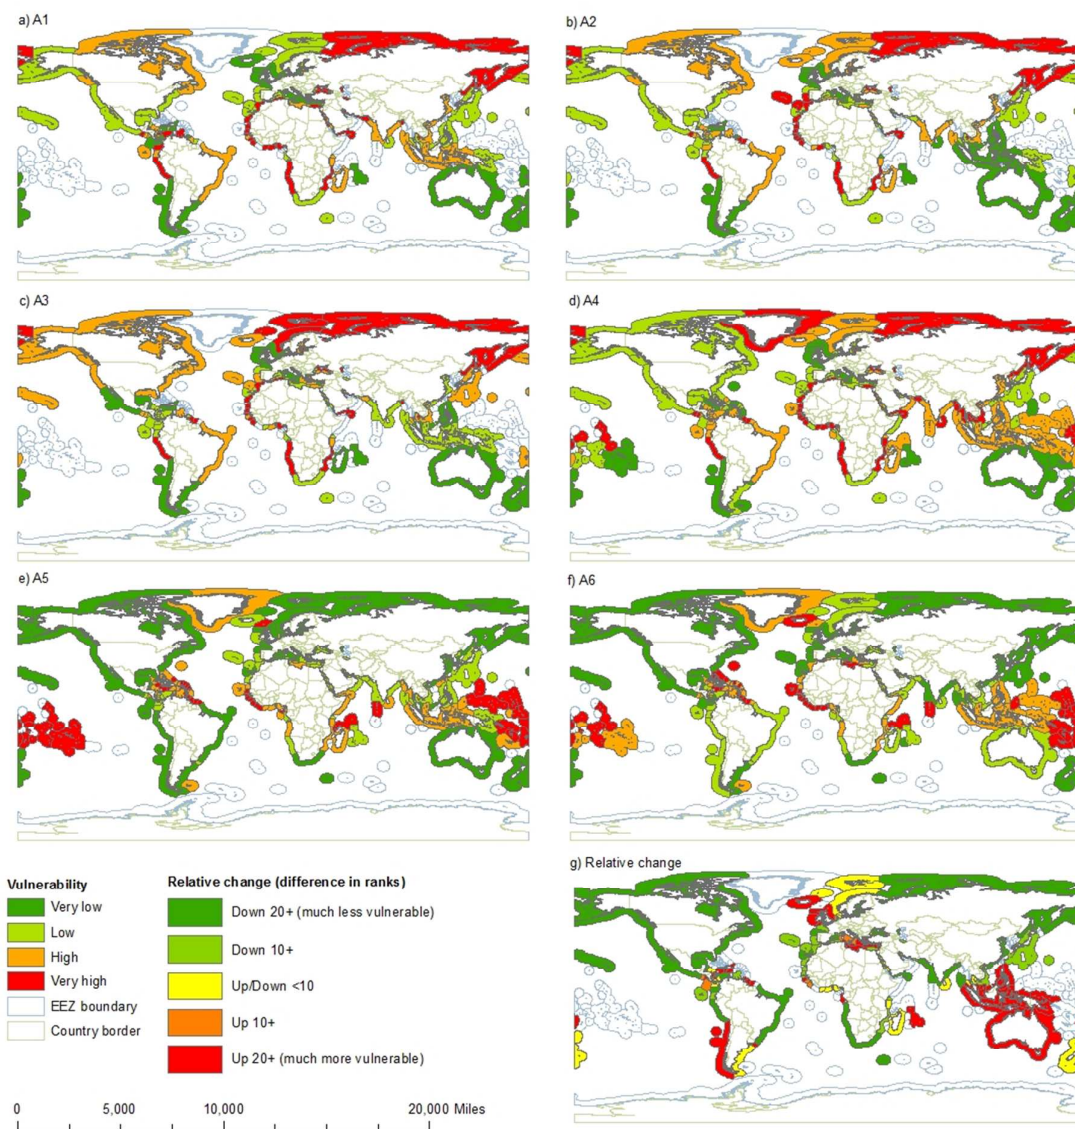 a) A1
b) A2
c) A3
d) A4
e) A5
f) A6
g) Relative change
Vulnerability
Very low
Low
High
Very high
EEZ boundary
Country border
Relative change (difference in ranks)
Down 20+ (much less vulnerable)
Down 10+
Up/Down <10
Up 10+
Up 20+ (much more vulnerable)
0 5,000 10,000 20,000 Miles